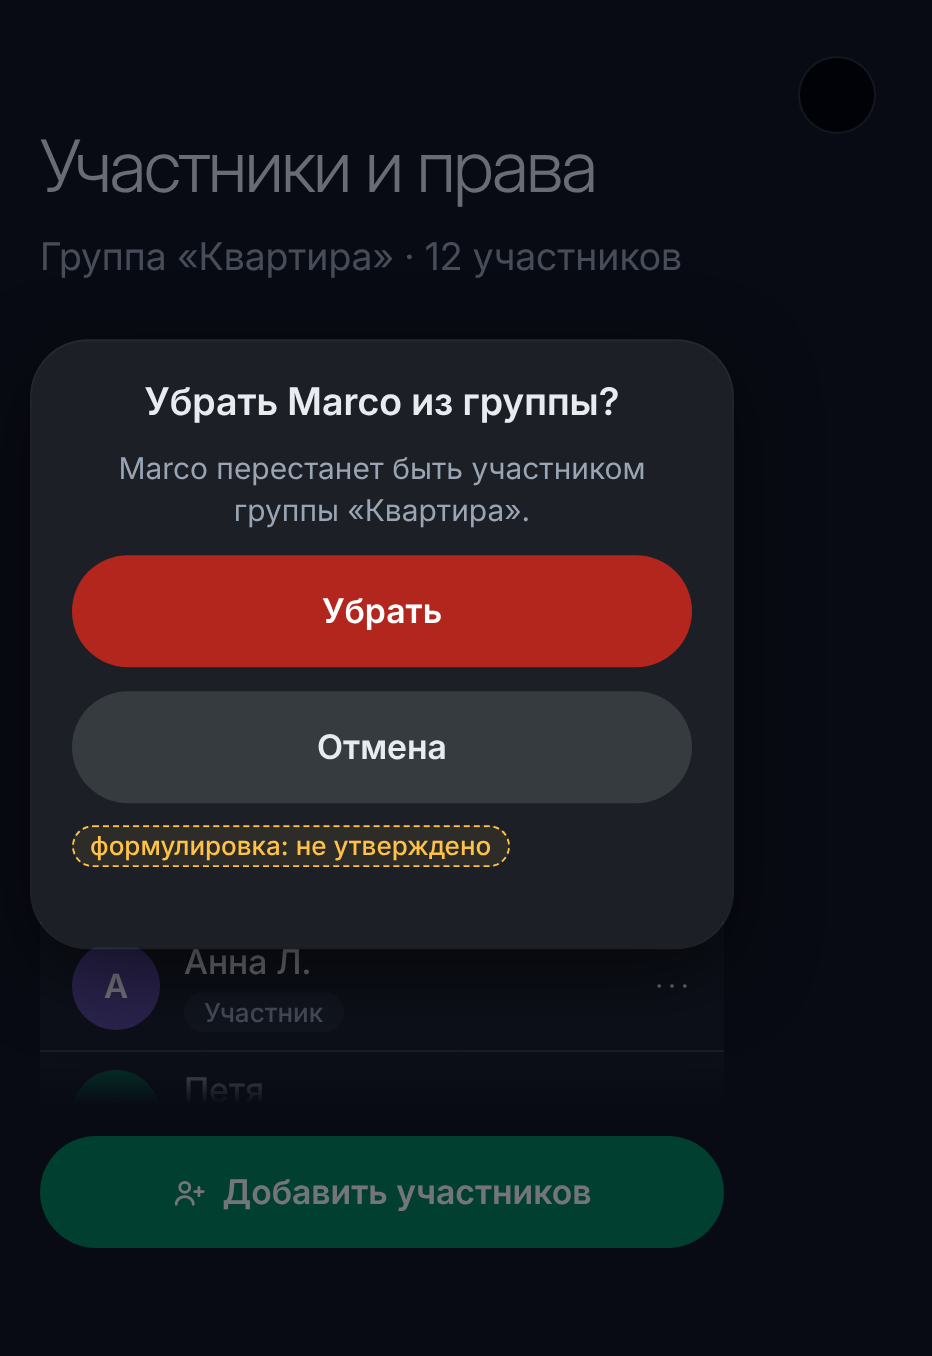 Участники и права
Группа «Квартира» · 12 участников
Убрать Marco из группы?
Marco перестанет быть участником
группы «Квартира».
Убрать
Отмена
формулировка: не утверждено
А
Анна Л.
...
Участник
Петя
Добавить участников